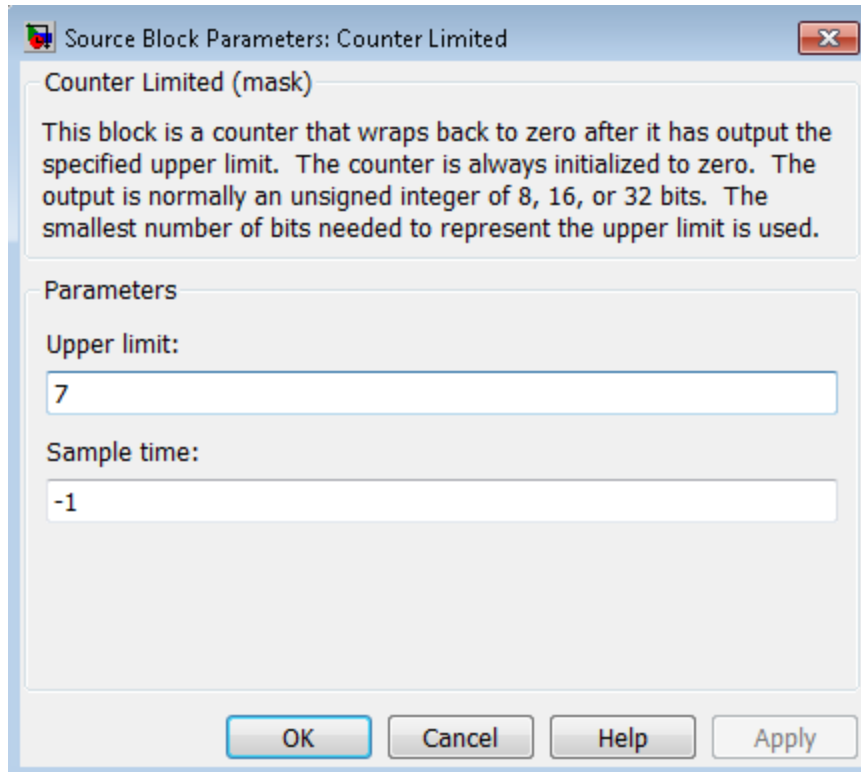 Source Block Parameters: Counter Limited
Counter Limited (mask)
This block is a counter that wraps back to zero after it has output the
specified upper limit.  The counter is always initialized to zero.  The
output is normally an unsigned integer of 8, 16, or 32 bits.  The
smallest number of bits needed to represent the upper limit is used.
Parameters
Upper limit:
7
Sample time:
-1
OK Cancel Help Apply